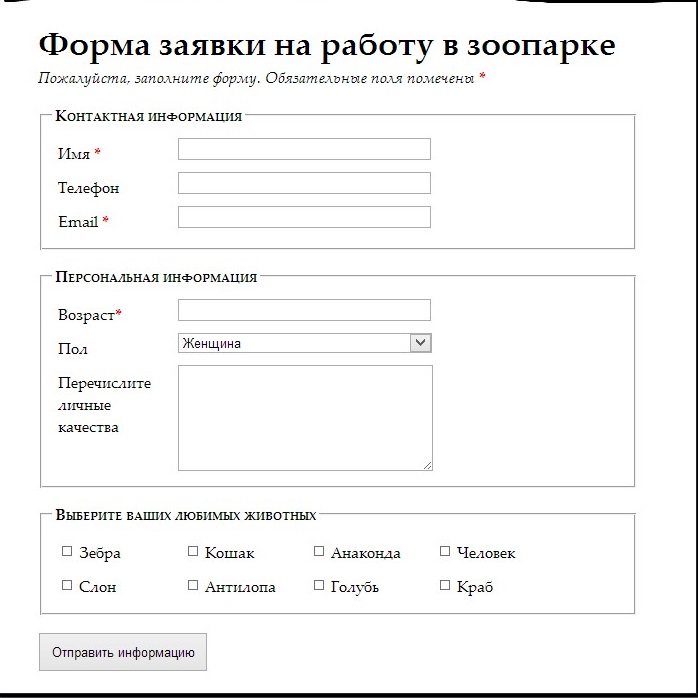 Форма заявки на работу в зоопарке
Пожалуйста, заполните форму. Обязательные поля помечены *
Контактная информация
Имя *
Телефон
Email *
Персональная информация
Возраст*
Пол Женщина
Перечислите
личные
качества
Выберите ваших любимых животных
Зебра Кошак Анаконда Человек
Слон Антилопа Голубь Краб
Отправить информацию